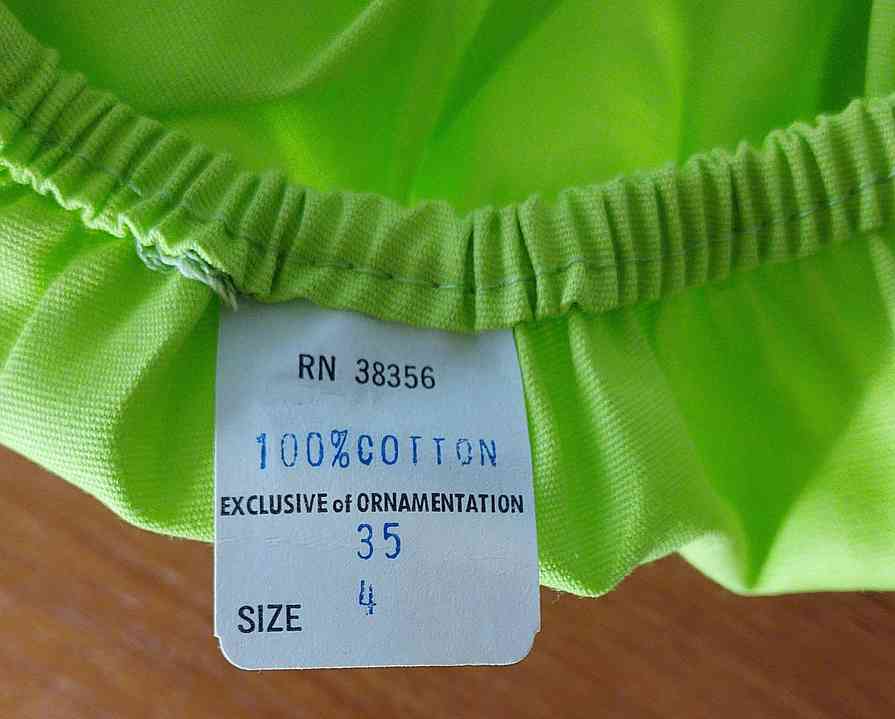 RN 38356
100%COTTON
EXCLUSIVE of ORNAMENTATION
35
4
SIZE